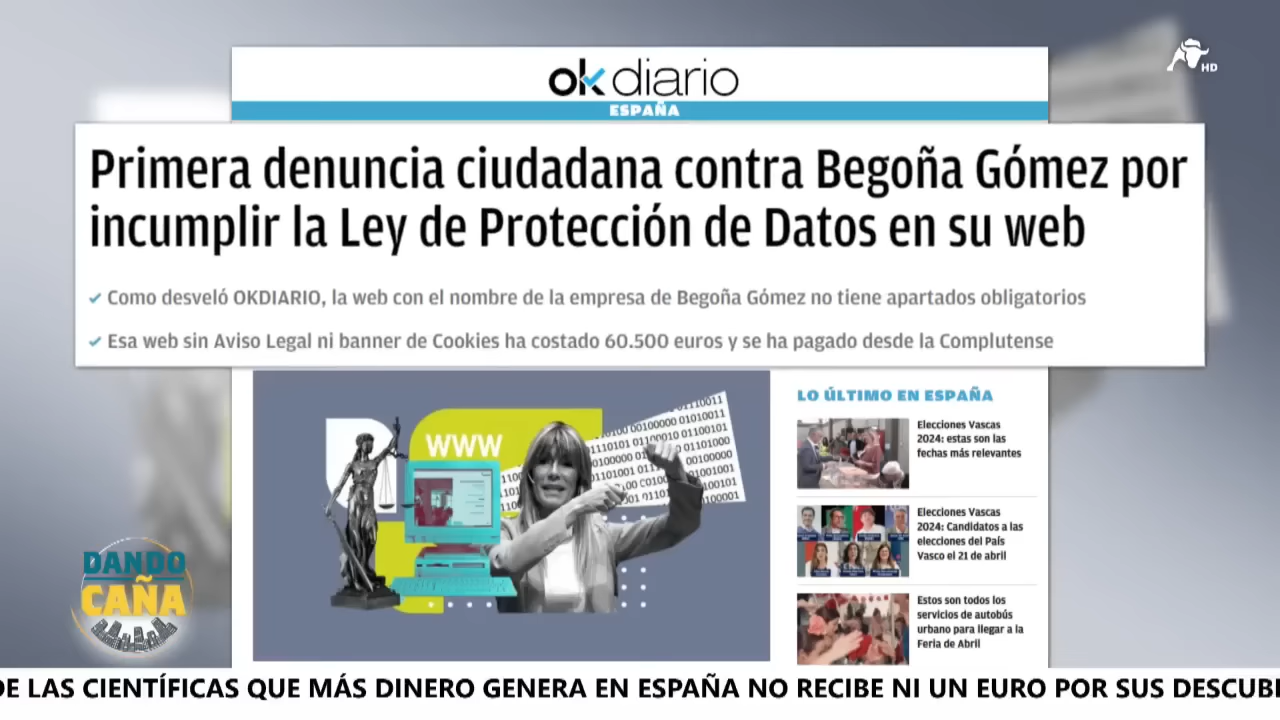 okdiario
ESPAÑA
HD
Primera denuncia ciudadana contra Begoña Gómez por
incumplir la Ley de Protección de Datos en su web
Como desveló OKDIARIO, la web con el nombre de la empresa de Begoña Gómez no tiene apartados obligatorios
Esa web sin Aviso Legal ni banner de Cookies ha costado 60.500 euros y se ha pagado desde la Complutense
WWW
LO ÚLTIMO EN ESPAÑA
Elecciones Vascas
2024: estas son las
fechas más relevantes
Elecciones Vascas
2024: Candidatos a las
elecciones del País
Vasco el 21 de abril
Estos son todos los
servicios de autobús
urbano para llegar a la
Feria de Abril
DANDO
CAÑA
DE LAS CIENTÍFICAS QUE MÁS DINERO GENERA EN ESPAÑA NO RECIBE NI UN EURO POR SUS DESCUBI